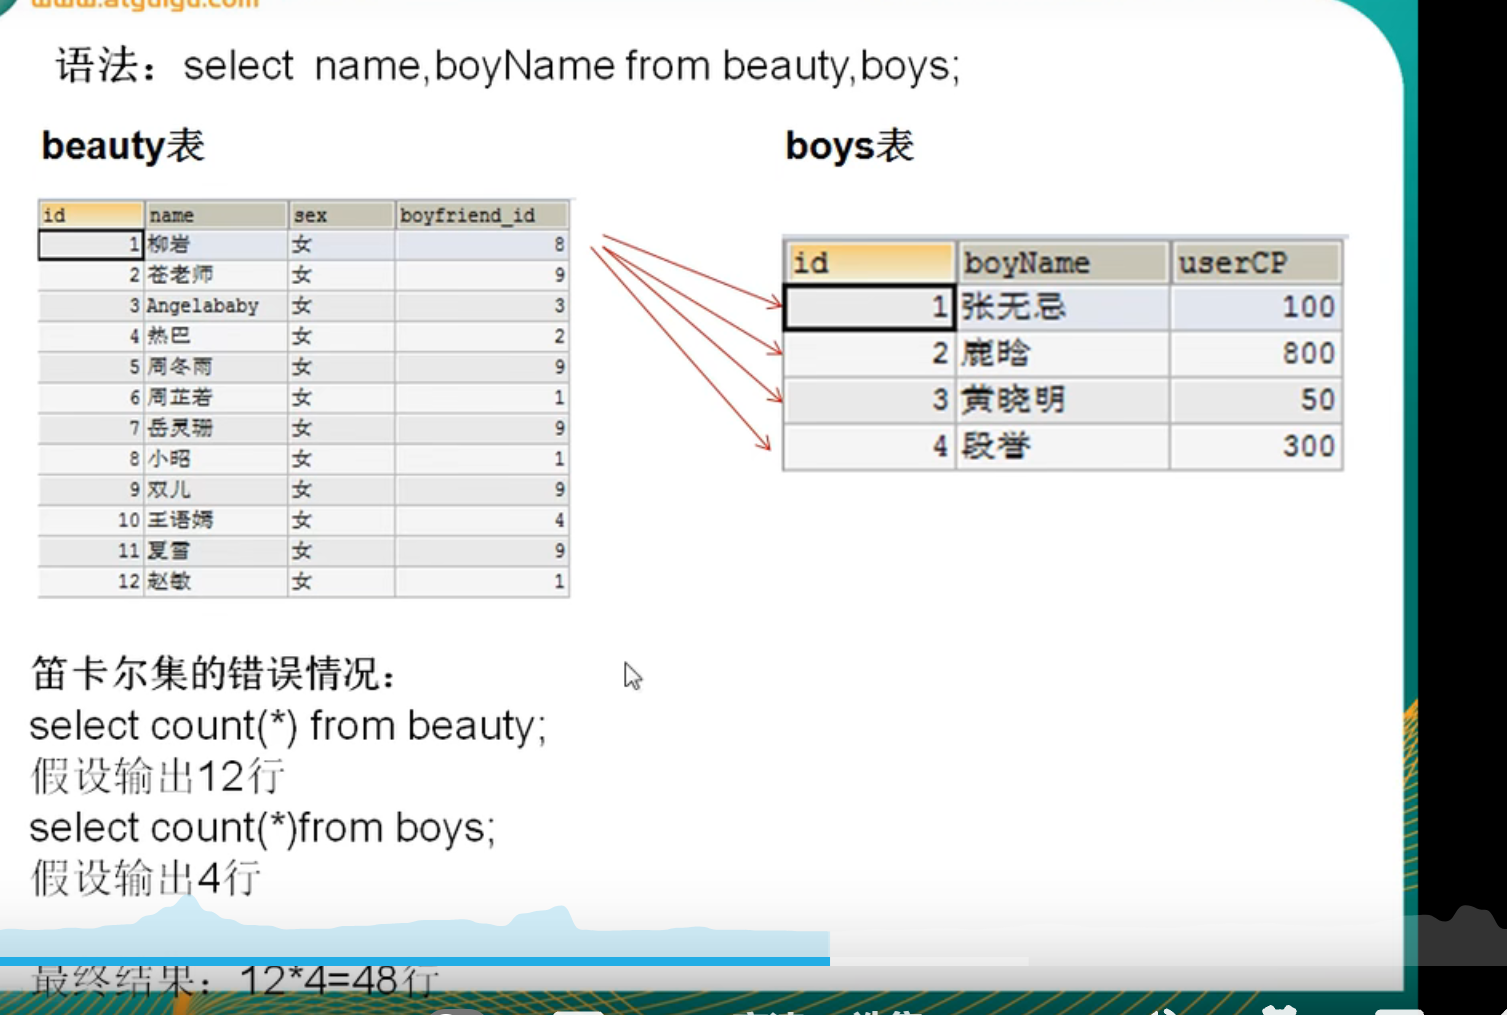 www.atguigu.com
语法：select name,boyName from beauty,boys;
beauty表
id name sex boyfriend_id
1 柳岩 女 8
2 苍老师 女 9
3 Angelababy 女 3
4 热巴 女 2
5 周冬雨 女 9
6 周芷若 女 1
7 岳灵珊 女 9
8 小昭 女 1
9 双儿 女 9
10 王语嫣 女 4
11 夏雪 女 9
12 赵敏 女 1
boys表
id boyName userCP
1 张无忌 100
2 鹿晗 800
3 黄晓明 50
4 段誉 300
笛卡尔集的错误情况：
select count(*) from beauty;
假设输出12行
select count(*)from boys;
假设输出4行
最终结果：12*4=48行